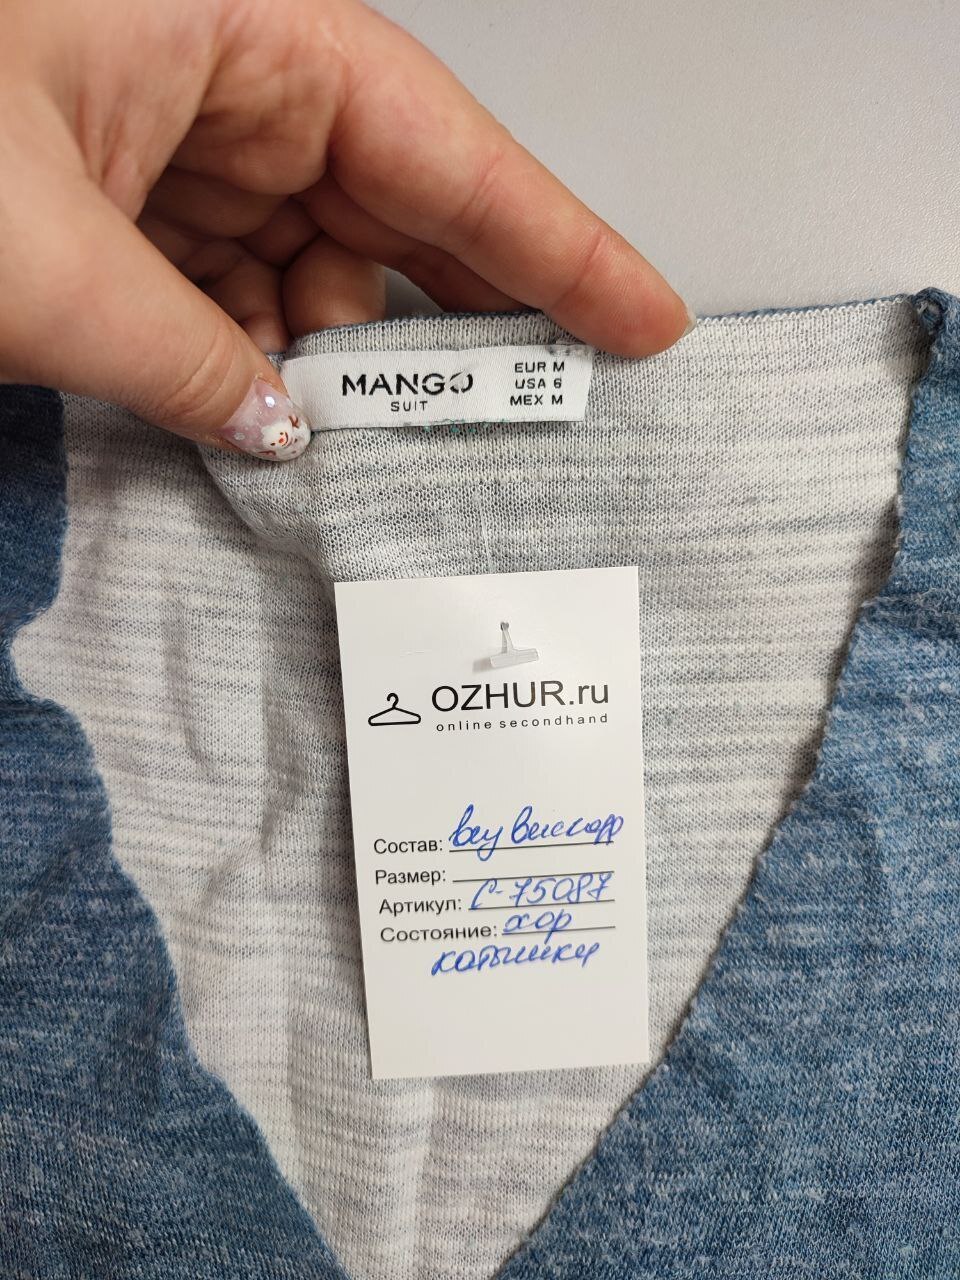 MANGO
SUIT
EUR M
USA 6
MEX M
OZHUR.ru
online secondhand
Состав:
Размер:
Артикул: С-75087
Состояние: хор
катышки